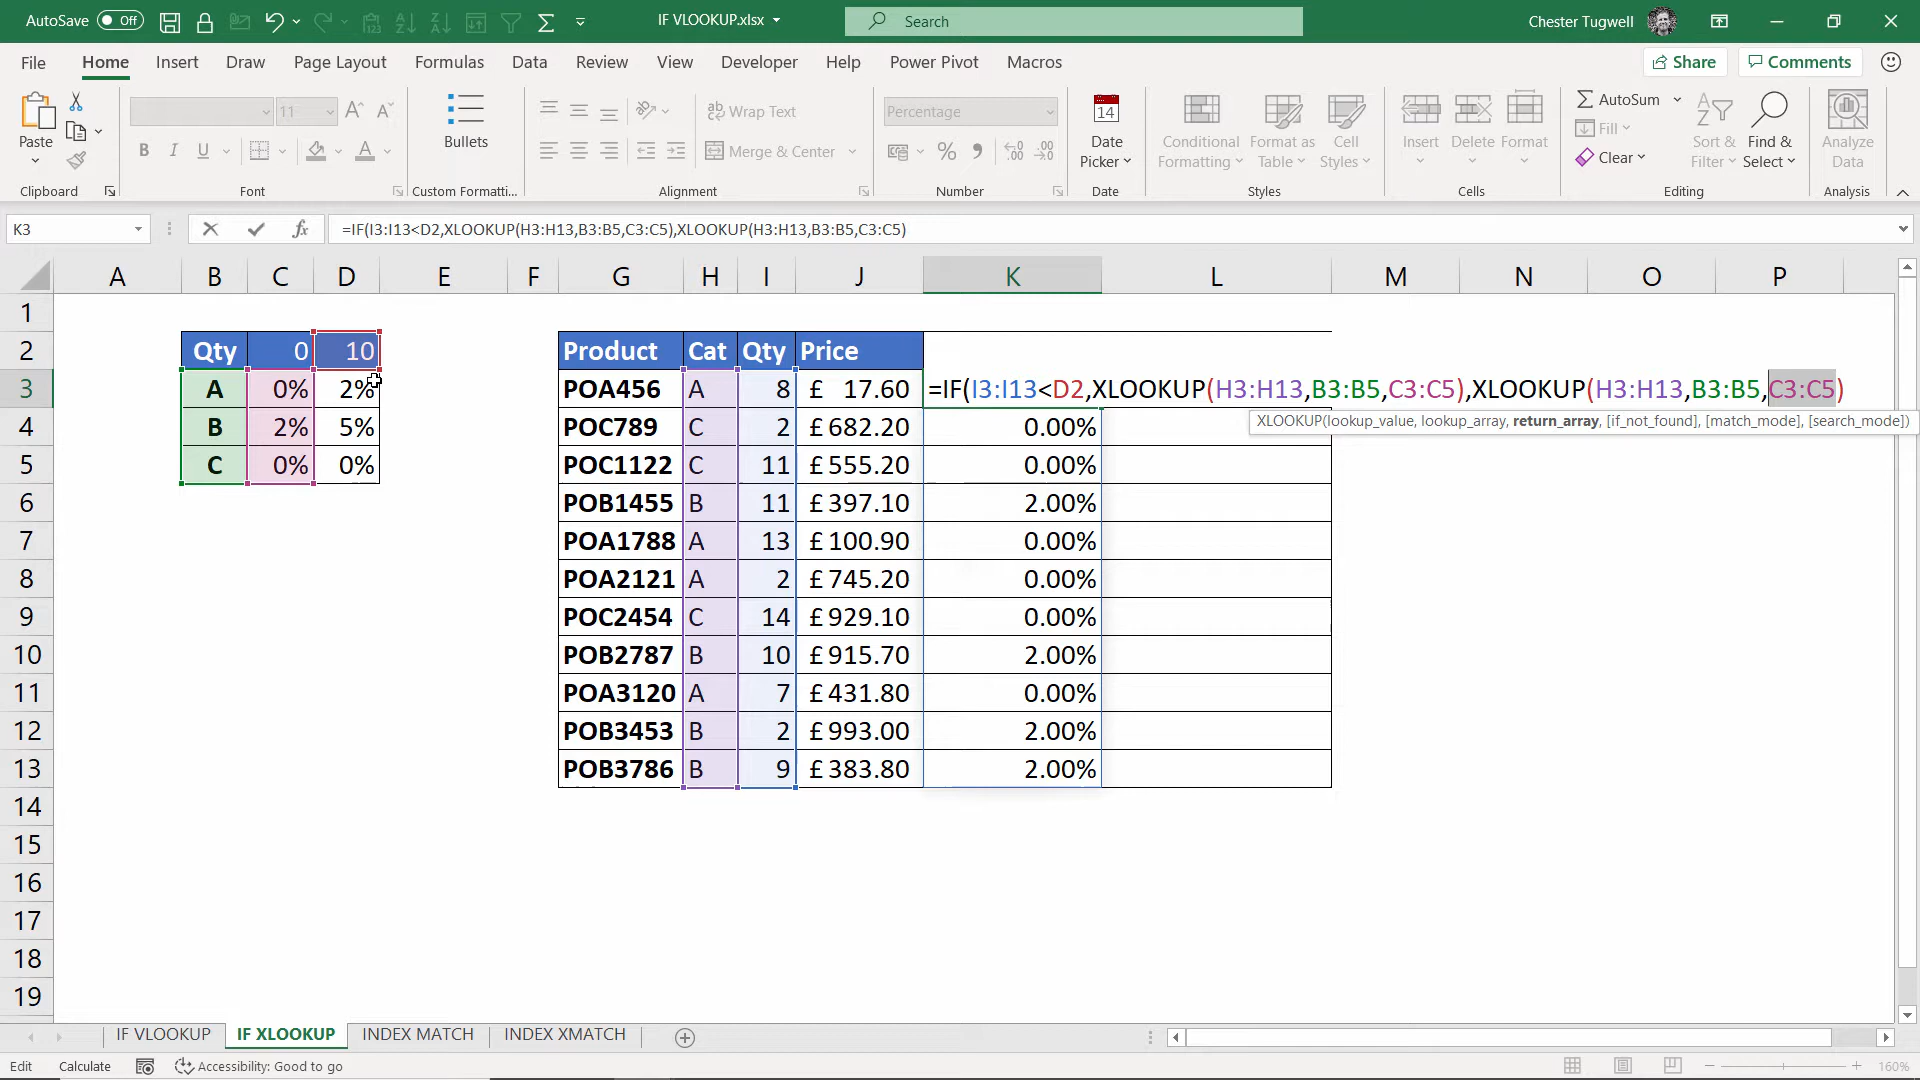 AutoSave Off IF VLOOKUP.xlsx Search Chester Tugwell
File Home Insert Draw Page Layout Formulas Data Review View Developer Help Power Pivot Macros Share Comments
Paste 11 Bullets Wrap Text Percentage Date Conditional Format as Cell Insert Delete Format AutoSum Sort & Find & Analyze
B I U Merge & Center % Picker Formatting Table Styles Fill Filter Select Data
14
Clear
Clipboard Font Custom Formatti... Alignment Number Date Styles Cells Editing Analysis
K3 fx =IF(I3:I13<D2,XLOOKUP(H3:H13,B3:B5,C3:C5),XLOOKUP(H3:H13,B3:B5,C3:C5)
A B C D E F G H I J K L M N O P
1
2 Qty 0 10 Product Cat Qty Price
3 A 0% 2% POA456 A 8 £ 17.60 =IF(I3:I13<D2,XLOOKUP(H3:H13,B3:B5,C3:C5),XLOOKUP(H3:H13,B3:B5,C3:C5)
XLOOKUP(lookup_value, lookup_array, return_array, [if_not_found], [match_mode], [search_mode])
4 B 2% 5% POC789 C 2 £ 682.20 0.00%
5 C 0% 0% POC1122 C 11 £ 555.20 0.00%
6 POB1455 B 11 £ 397.10 2.00%
7 POA1788 A 13 £ 100.90 0.00%
8 POA2121 A 2 £ 745.20 0.00%
9 POC2454 C 14 £ 929.10 0.00%
10 POB2787 B 10 £ 915.70 2.00%
11 POA3120 A 7 £ 431.80 0.00%
12 POB3453 B 2 £ 993.00 2.00%
13 POB3786 B 9 £ 383.80 2.00%
14
15
16
17
18
19
IF VLOOKUP IF XLOOKUP INDEX MATCH INDEX XMATCH
Edit Calculate Accessibility: Good to go 160%